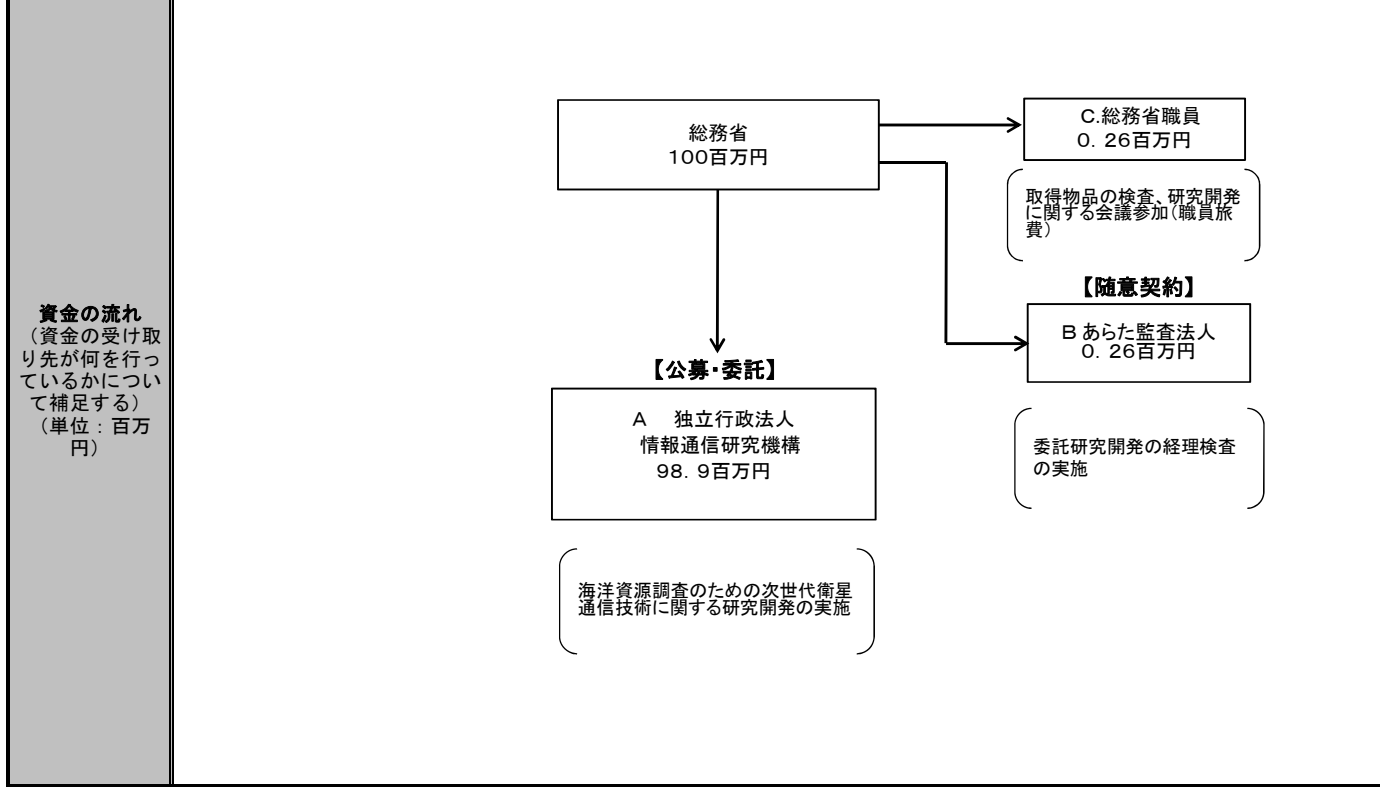 資金の流れ
（資金の受け取
り先が何を行っ
ているかについ
て補足する）
（単位：百万
円）
総務省
100百万円
C.総務省職員
0．26百万円
取得物品の検査、研究開発
に関する会議参加（職員旅
費）
【随意契約】
B あらた監査法人
0．26百万円
委託研究開発の経理検査
の実施
【公募・委託】
A　独立行政法人
情報通信研究機構
98．9百万円
海洋資源調査のための次世代衛星
通信技術に関する研究開発の実施